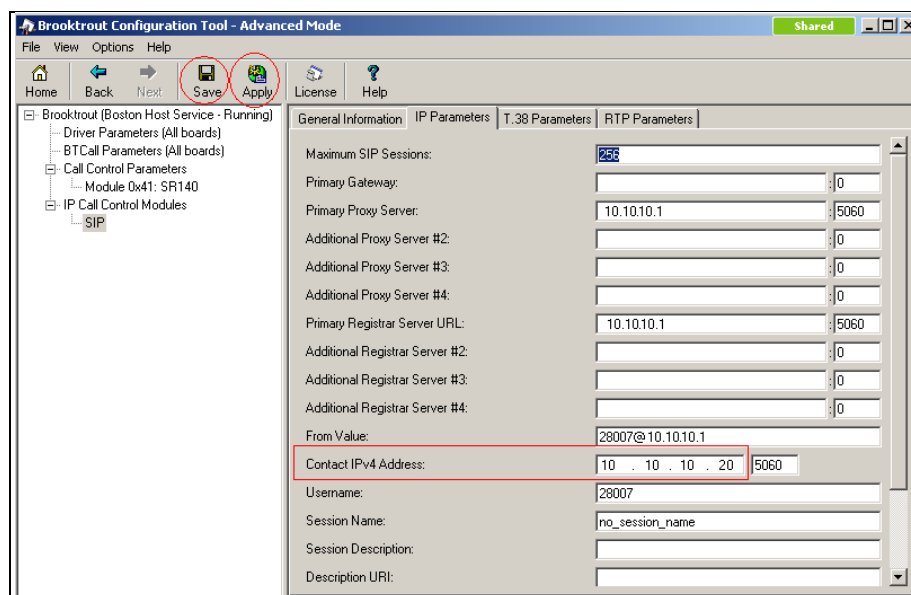 Brooktrout Configuration Tool - Advanced Mode
Shared
File View Options Help
Home Back Next Save Apply License Help
Brooktrout (Boston Host Service - Running)
Driver Parameters (All boards)
BTCall Parameters (All boards)
Call Control Parameters
Module 0x41: SR140
IP Call Control Modules
SIP
General Information IP Parameters T.38 Parameters RTP Parameters
Maximum SIP Sessions: 256
Primary Gateway: :0
Primary Proxy Server: 10.10.10.1 :5060
Additional Proxy Server #2: :0
Additional Proxy Server #3: :0
Additional Proxy Server #4: :0
Primary Registrar Server URL: 10.10.10.1 :5060
Additional Registrar Server #2: :0
Additional Registrar Server #3: :0
Additional Registrar Server #4: :0
From Value: 28007@10.10.10.1
Contact IPv4 Address: 10 . 10 . 10 . 20 5060
Username: 28007
Session Name: no_session_name
Session Description:
Description URI: